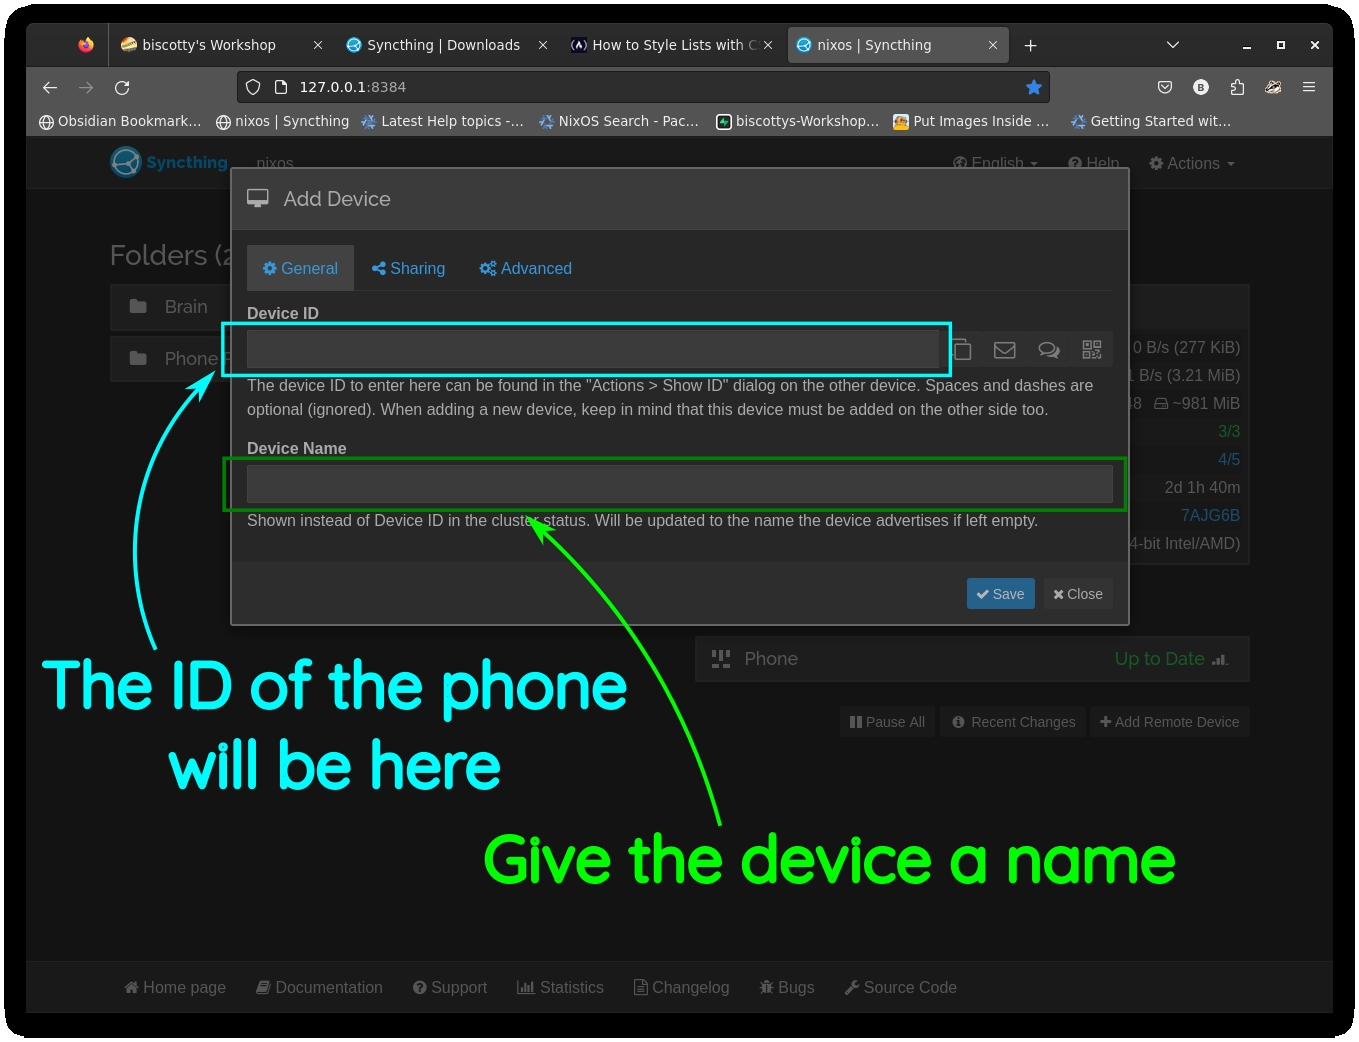 biscotty's Workshop
Syncthing | Downloads
How to Style Lists with C
nixos | Syncthing
127.0.0.1:8384
B
Obsidian Bookmark...
nixos | Syncthing
Latest Help topics -...
NixOS Search - Pac...
biscottys-Workshop...
Put Images Inside ...
Getting Started wit...
Syncthing
nixos
English
Help
Actions
Add Device
Folders (2
General
Sharing
Advanced
Brain
Device ID
Phone
0 B/s (277 KiB)
The device ID to enter here can be found in the "Actions > Show ID" dialog on the other device. Spaces and dashes are
optional (ignored). When adding a new device, keep in mind that this device must be added on the other side too.
1 B/s (3.21 MiB)
48 ~981 MiB
3/3
Device Name
4/5
2d 1h 40m
Shown instead of Device ID in the cluster status. Will be updated to the name the device advertises if left empty.
7AJG6B
4-bit Intel/AMD)
Save
Close
The ID of the phone
will be here
Phone
Up to Date
Pause All
Recent Changes
Add Remote Device
Give the device a name
Home page
Documentation
Support
Statistics
Changelog
Bugs
Source Code